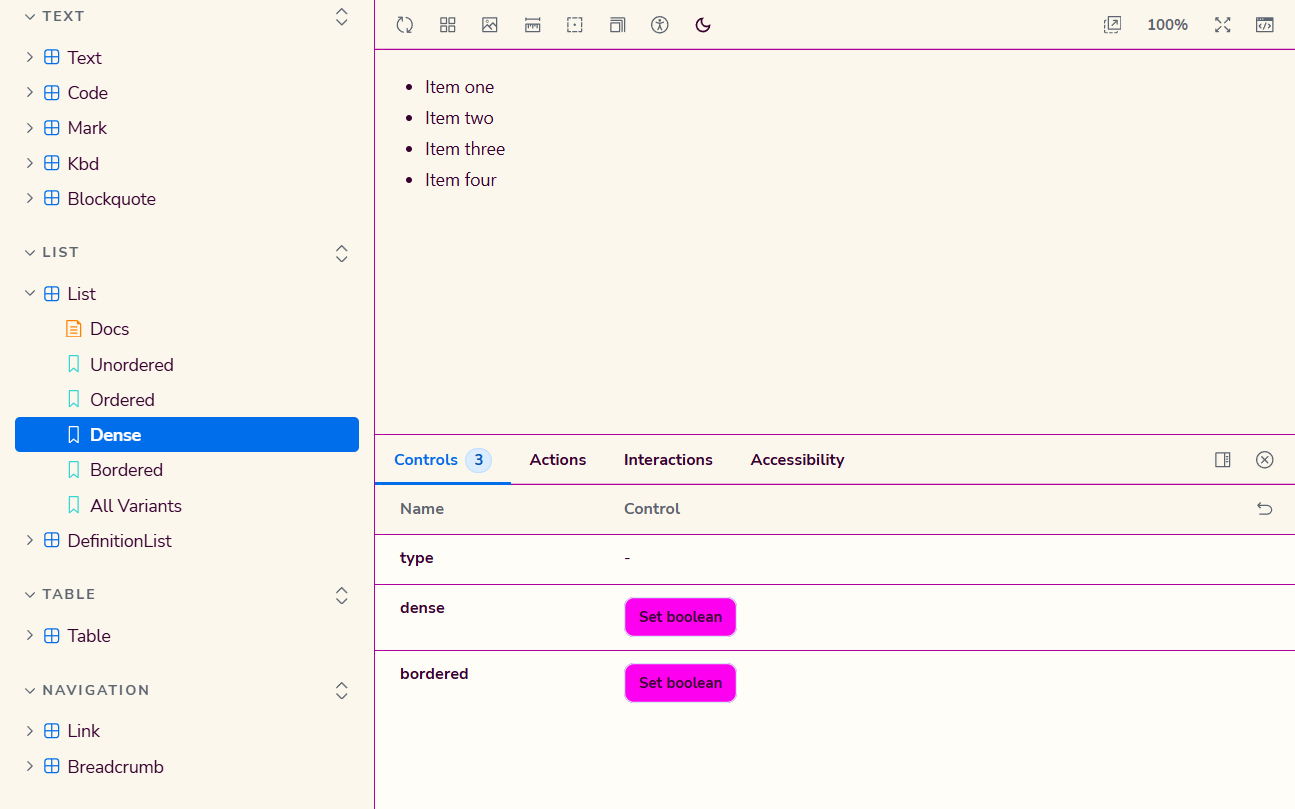 TEXT
Text
Code
Mark
Kbd
Blockquote
LIST
List
Docs
Unordered
Ordered
Dense
Bordered
All Variants
DefinitionList
TABLE
Table
NAVIGATION
Link
Breadcrumb
100%
Item one
Item two
Item three
Item four
Controls 3 Actions Interactions Accessibility
Name Control
type -
dense Set boolean
bordered Set boolean